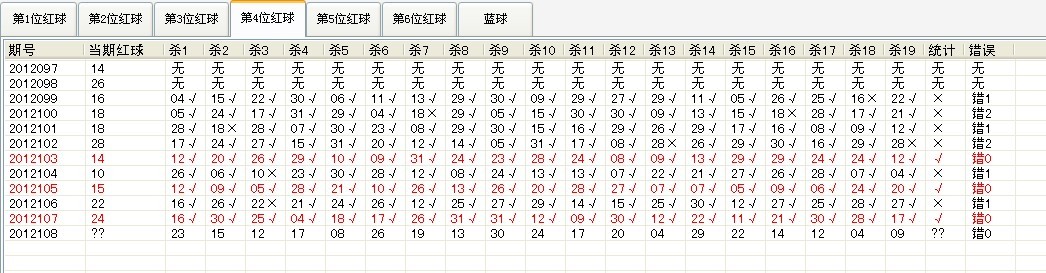 第1位红球 第2位红球 第3位红球 第4位红球 第5位红球 第6位红球 蓝球
期号 当期红球 杀1 杀2 杀3 杀4 杀5 杀6 杀7 杀8 杀9 杀10 杀11 杀12 杀13 杀14 杀15 杀16 杀17 杀18 杀19 统计 错误
2012097 14 无 无 无 无 无 无 无 无 无 无 无 无 无 无 无 无 无 无 无 无 无
2012098 26 无 无 无 无 无 无 无 无 无 无 无 无 无 无 无 无 无 无 无 无 无
2012099 16 04√ 15√ 22√ 30√ 06√ 11√ 13√ 29√ 30√ 09√ 29√ 27√ 29√ 11√ 05√ 26√ 25√ 16× 22√ × 错1
2012100 18 05√ 24√ 17√ 31√ 29√ 04√ 18× 29√ 05√ 15√ 30√ 30√ 09√ 13√ 15√ 18× 28√ 17√ 21√ × 错2
2012101 18 28√ 18× 28√ 07√ 30√ 23√ 08√ 29√ 30√ 15√ 16√ 29√ 26√ 29√ 17√ 16√ 08√ 09√ 12√ × 错1
2012102 28 17√ 24√ 27√ 15√ 31√ 20√ 12√ 14√ 05√ 31√ 17√ 08√ 28× 26√ 29√ 30√ 16√ 29√ 28× × 错2
2012103 14 12√ 20√ 26√ 29√ 10√ 09√ 31√ 24√ 23√ 28√ 24√ 08√ 09√ 13√ 29√ 29√ 24√ 24√ 12√ √ 错0
2012104 10 26√ 06√ 10× 23√ 30√ 28√ 12√ 08√ 24√ 13√ 13√ 07√ 22√ 21√ 27√ 26√ 28√ 07√ 04√ × 错1
2012105 15 12√ 09√ 05√ 28√ 21√ 10√ 26√ 13√ 26√ 20√ 28√ 27√ 07√ 07√ 05√ 09√ 06√ 24√ 20√ √ 错0
2012106 22 16√ 26√ 22× 21√ 24√ 26√ 12√ 25√ 27√ 29√ 14√ 15√ 25√ 30√ 12√ 27√ 25√ 28√ 27√ × 错1
2012107 24 16√ 30√ 25√ 04√ 18√ 17√ 26√ 31√ 31√ 12√ 09√ 30√ 12√ 22√ 11√ 21√ 30√ 28√ 17√ √ 错0
2012108 ?? 23 15 12 17 08 26 19 13 30 24 17 20 04 29 22 14 12 04 09 ?? 错0